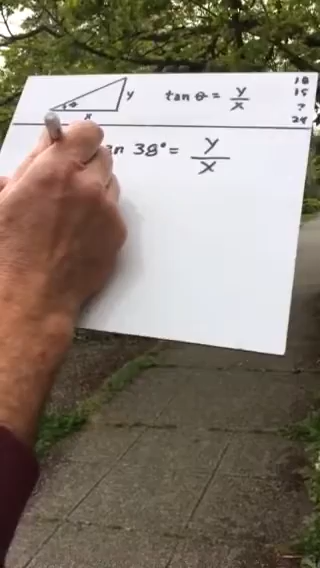 y
θ
x
tan θ = y/x
18
15
?
24
38° = y/x